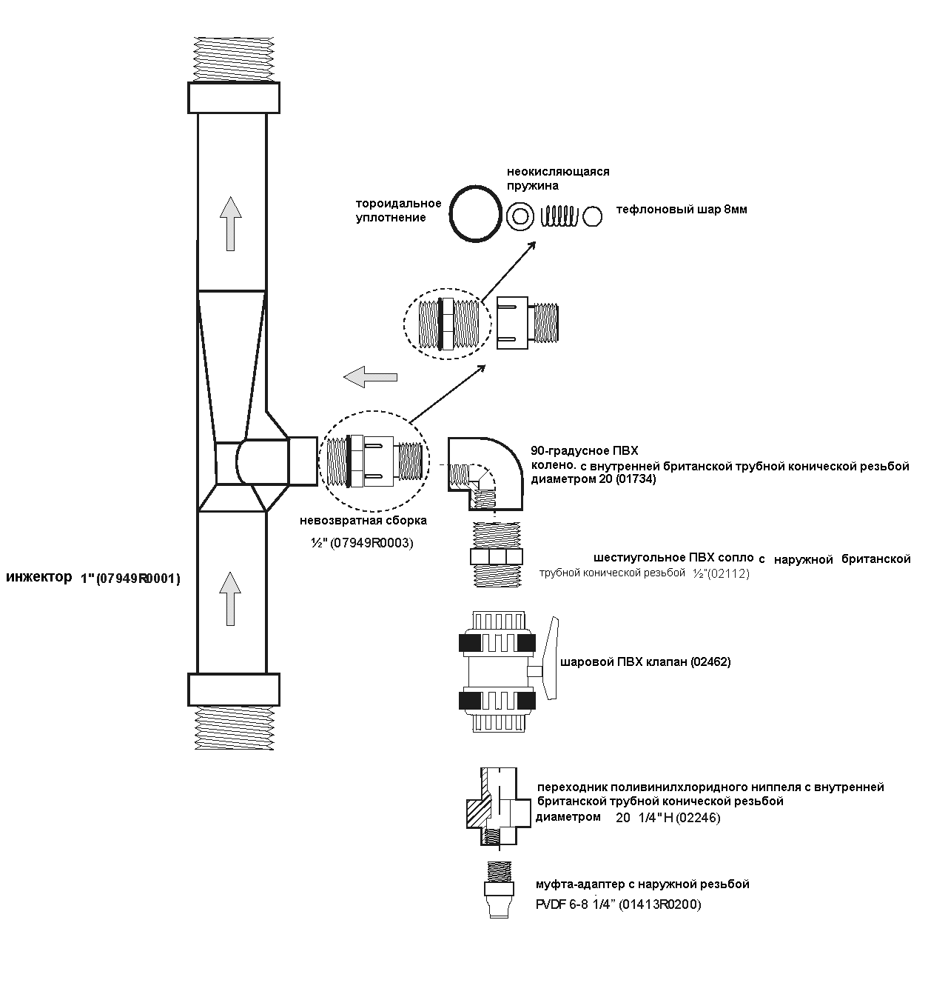 неокисляющаяся
пружина
тороидальное
уплотнение
тефлоновый шар 8мм
90-градусное ПВХ
колено. с внутренней британской трубной конической резьбой
диаметром 20 (01734)
невозвратная сборка
½" (07949R0003)
шестиугольное ПВХ сопло с наружной британской
трубной конической резьбой ½"(02112)
инжектор 1" (07949R0001)
шаровой ПВХ клапан (02462)
переходник поливинилхлоридного ниппеля с внутренней
британской трубной конической резьбой
диаметром 20 1/4" H (02246)
муфта-адаптер с наружной резьбой
PVDF 6-8 1/4” (01413R0200)